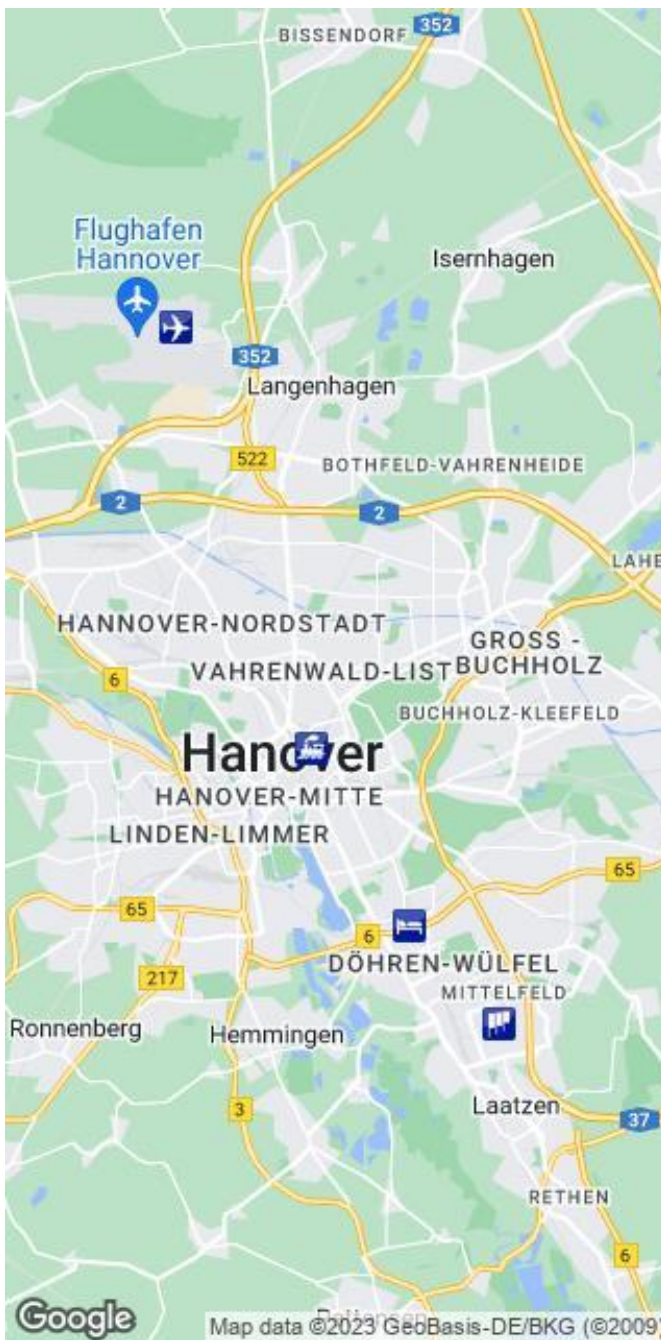 BISSENDORF
352
Flughafen
Hannover
Isernhagen
352
Langenhagen
522
BOTHFELD-VAHRENHEIDE
2
2
LAHE
HANNOVER-NORDSTADT
GROSS -
BUCHHOLZ
VAHRENWALD-LIST
6
BUCHHOLZ-KLEEFELD
Hanover
HANOVER-MITTE
LINDEN-LIMMER
65
65
6
DÖHREN-WÜLFEL
217
MITTELFELD
Ronnenberg
Hemmingen
3
Laatzen
37
RETHEN
6
Google
Map data ©2023 GeoBasis-DE/BKG (©2009)